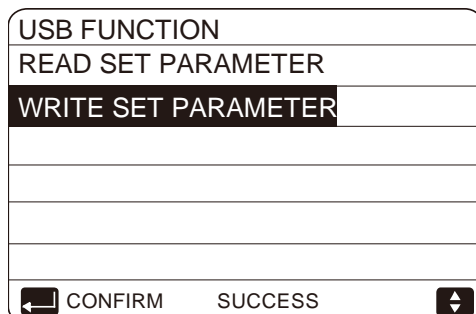 USB FUNCTION
READ SET PARAMETER
WRITE SET PARAMETER
CONFIRM SUCCESS